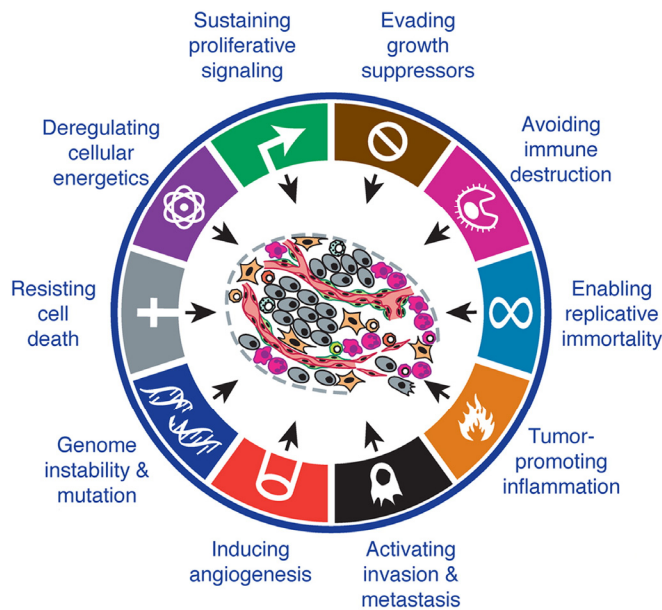 Sustaining
proliferative
signaling
Evading
growth
suppressors
Avoiding
immune
destruction
Enabling
replicative
immortality
Tumor-
promoting
inflammation
Activating
invasion &
metastasis
Inducing
angiogenesis
Genome
instability &
mutation
Resisting
cell
death
Deregulating
cellular
energetics